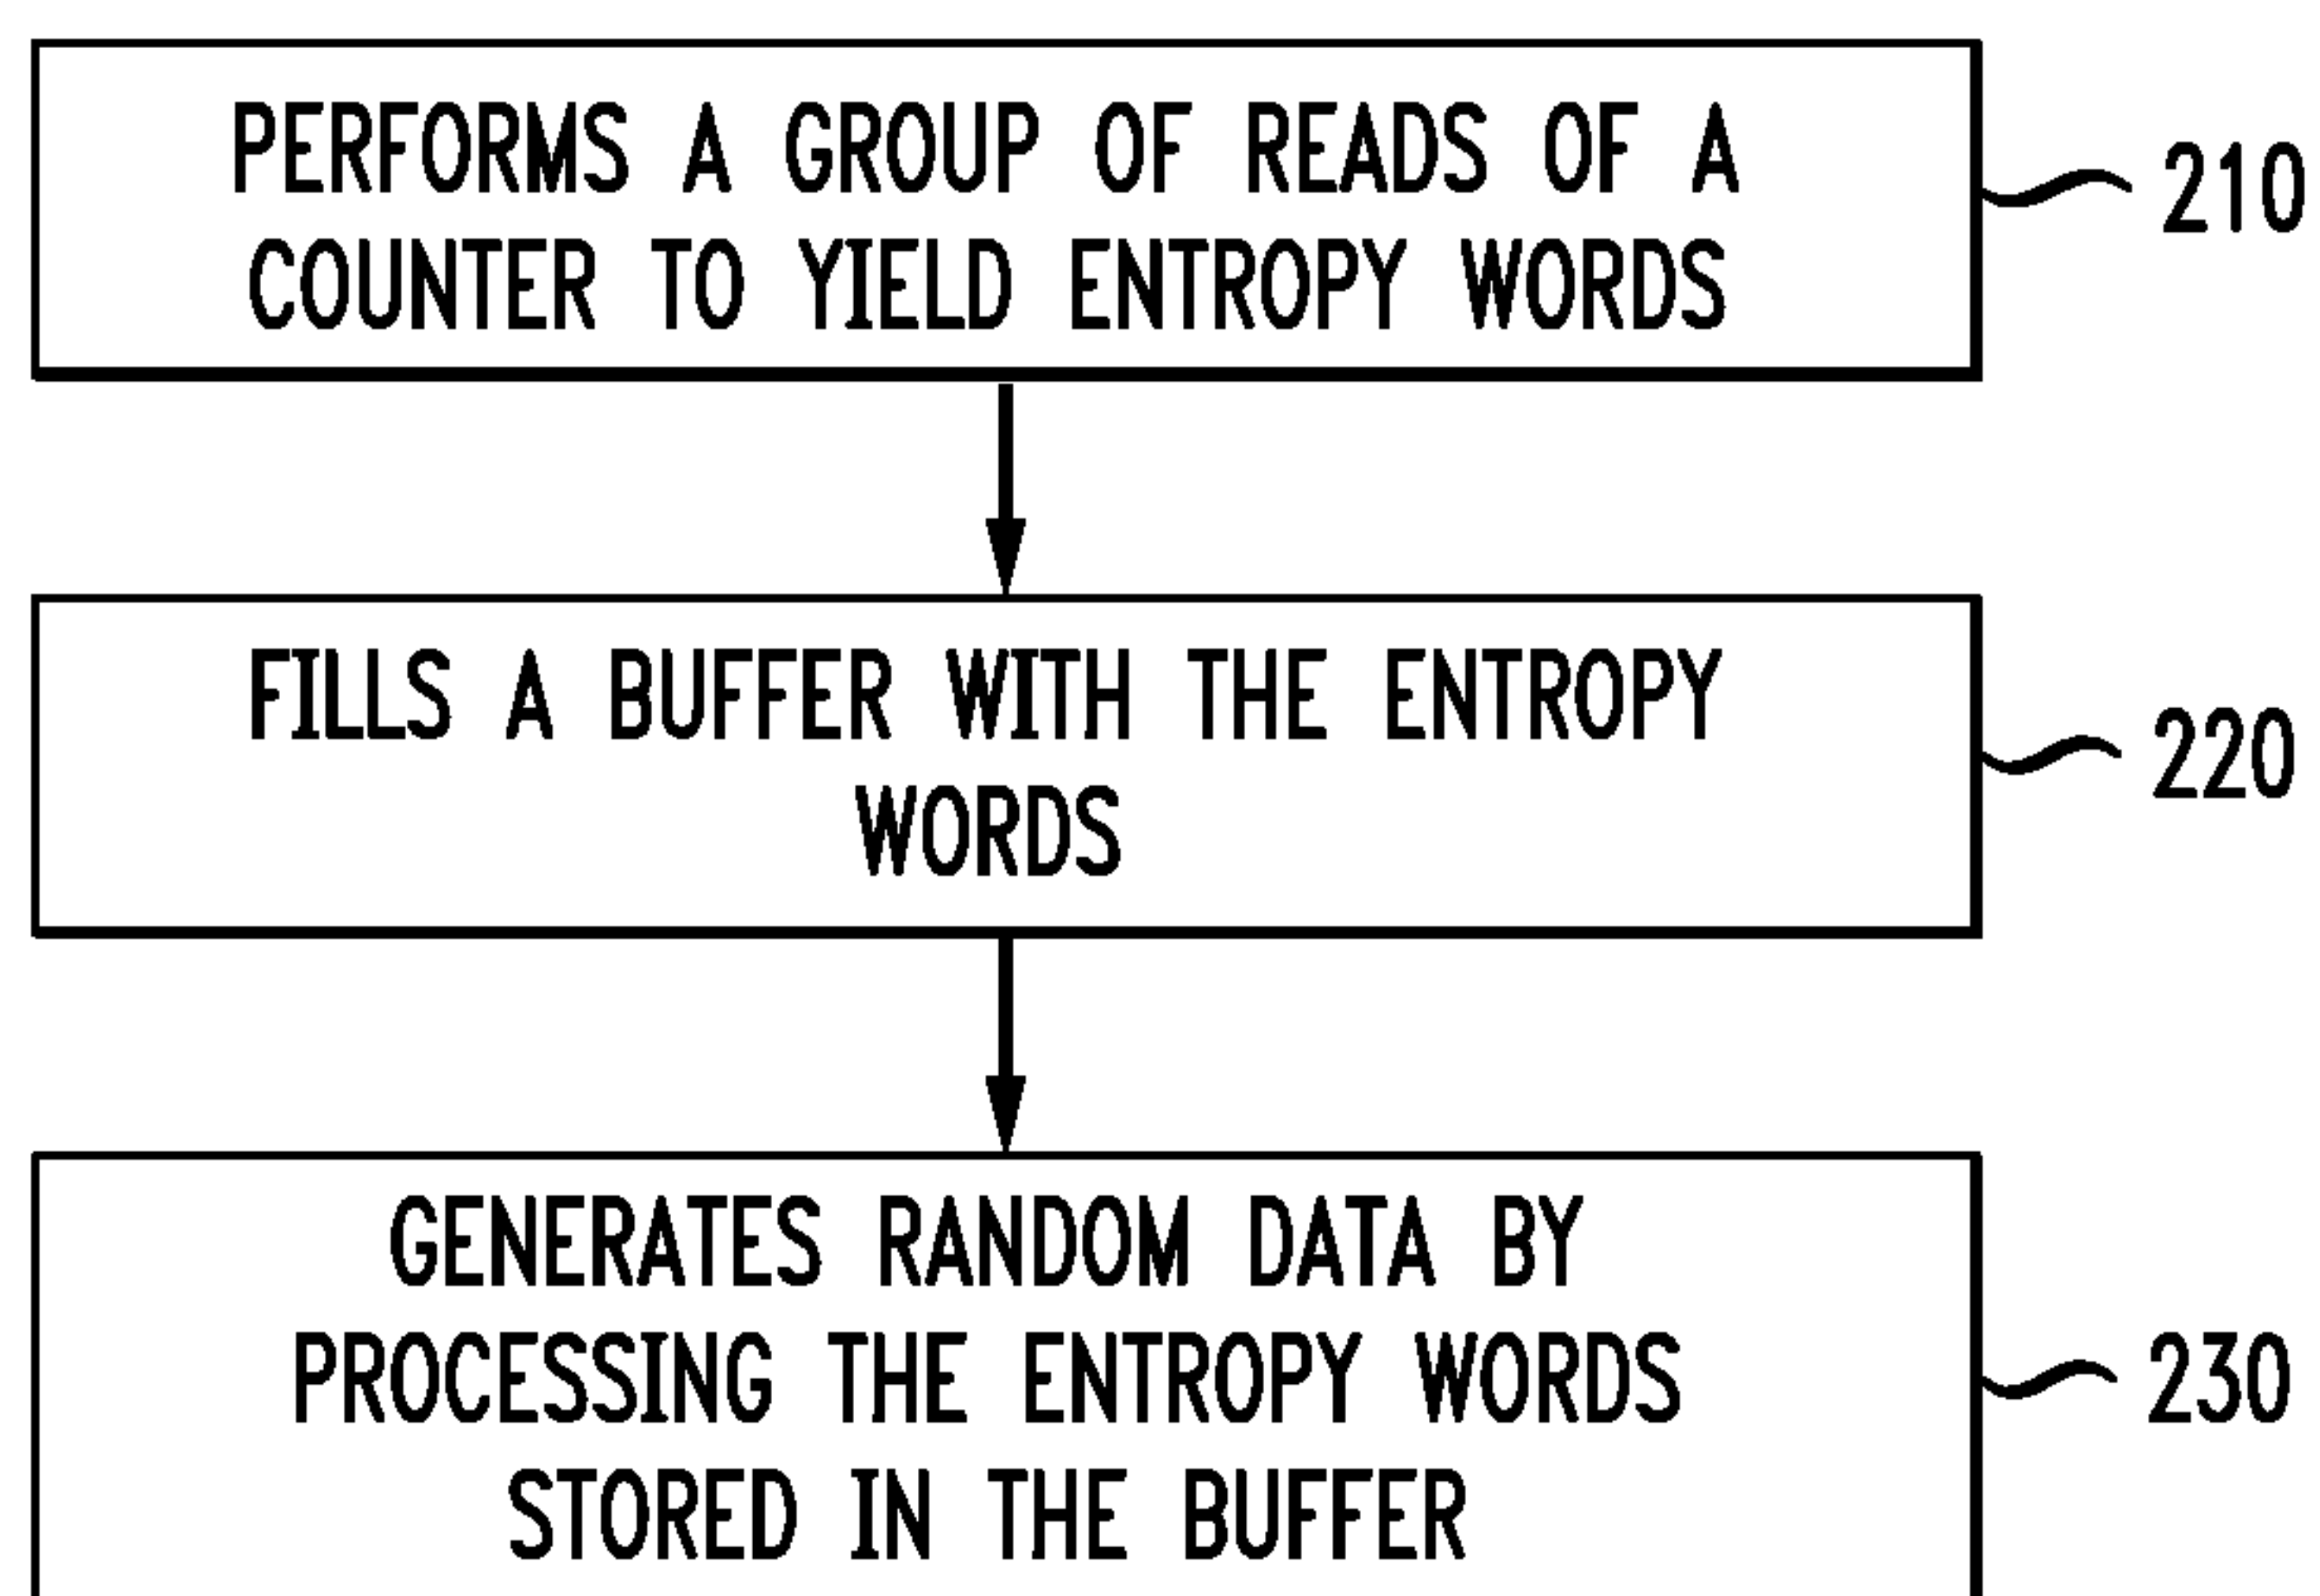 PERFORMS A GROUP OF READS OF A
COUNTER TO YIELD ENTROPY WORDS
210
FILLS A BUFFER WITH THE ENTROPY
WORDS
220
GENERATES RANDOM DATA BY
PROCESSING THE ENTROPY WORDS
STORED IN THE BUFFER
230